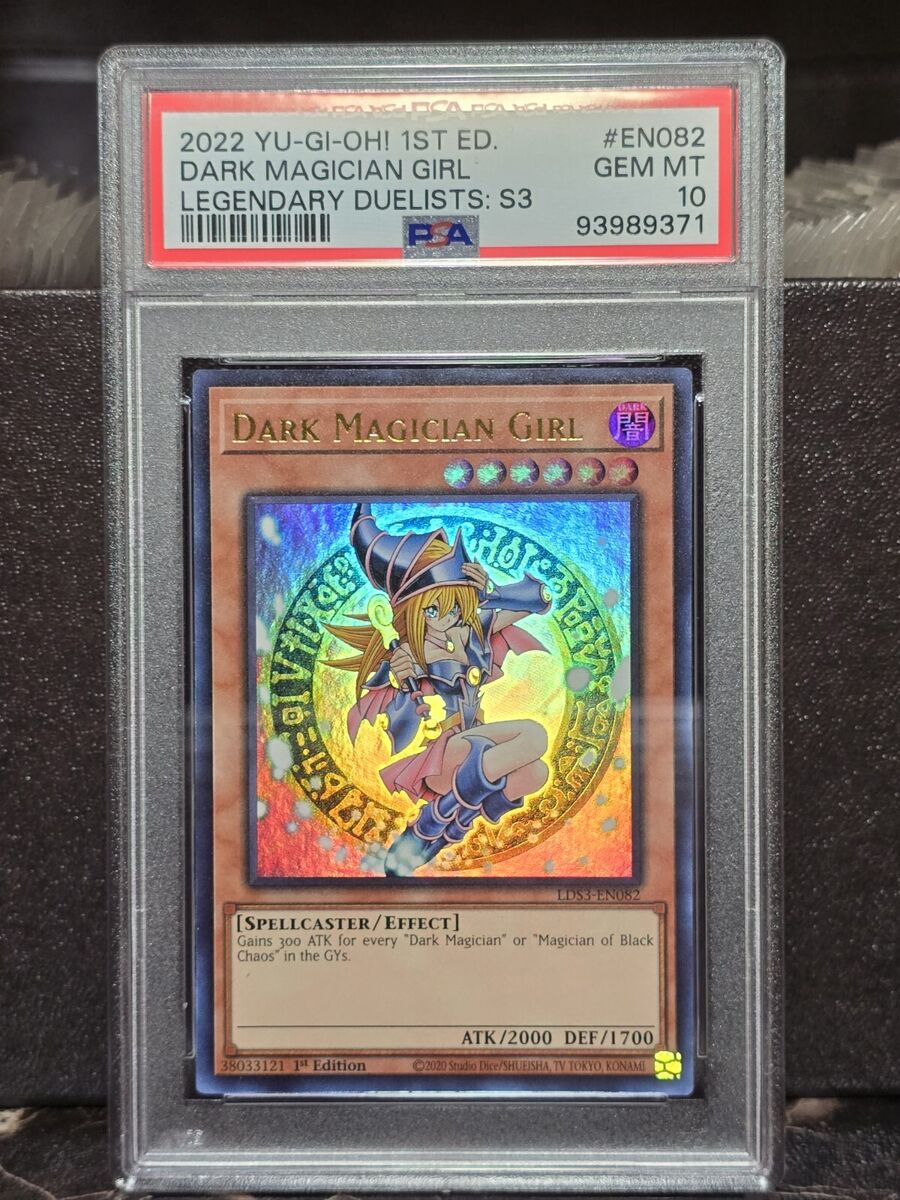 2022 YU-GI-OH! 1ST ED. #EN082
DARK MAGICIAN GIRL GEM MT
LEGENDARY DUELISTS: S3 10
PSA 93989371
DARK MAGICIAN GIRL
DARK
闇
LDS3-EN082
[SPELLCASTER/EFFECT]
Gains 300 ATK for every "Dark Magician" or "Magician of Black
Chaos" in the GYs.
ATK/2000 DEF/1700
38033121 1st Edition ©2020 Studio Dice/SHUEISHA, TV TOKYO, KONAMI